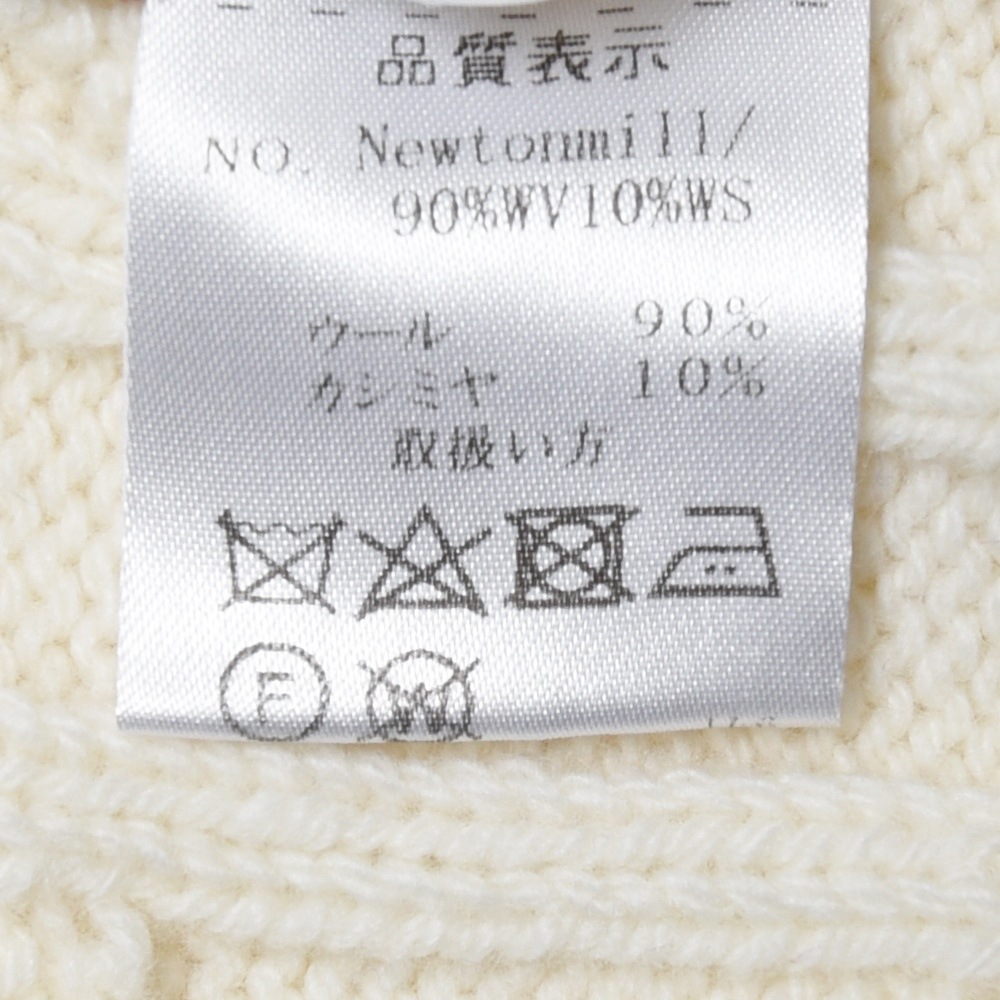 品質表示
NO. Newtonmill/
90%WV10%WS
ウール 90%
カシミヤ 10%
取扱い方
F
W